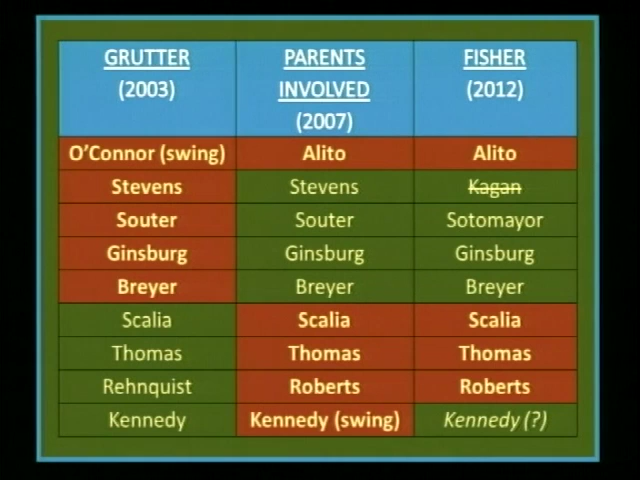 GRUTTER (2003)
PARENTS INVOLVED (2007)
FISHER (2012)
O'Connor (swing) Alito Alito
Stevens Stevens Kagan
Souter Souter Sotomayor
Ginsburg Ginsburg Ginsburg
Breyer Breyer Breyer
Scalia Scalia Scalia
Thomas Thomas Thomas
Rehnquist Roberts Roberts
Kennedy Kennedy (swing) Kennedy (?)